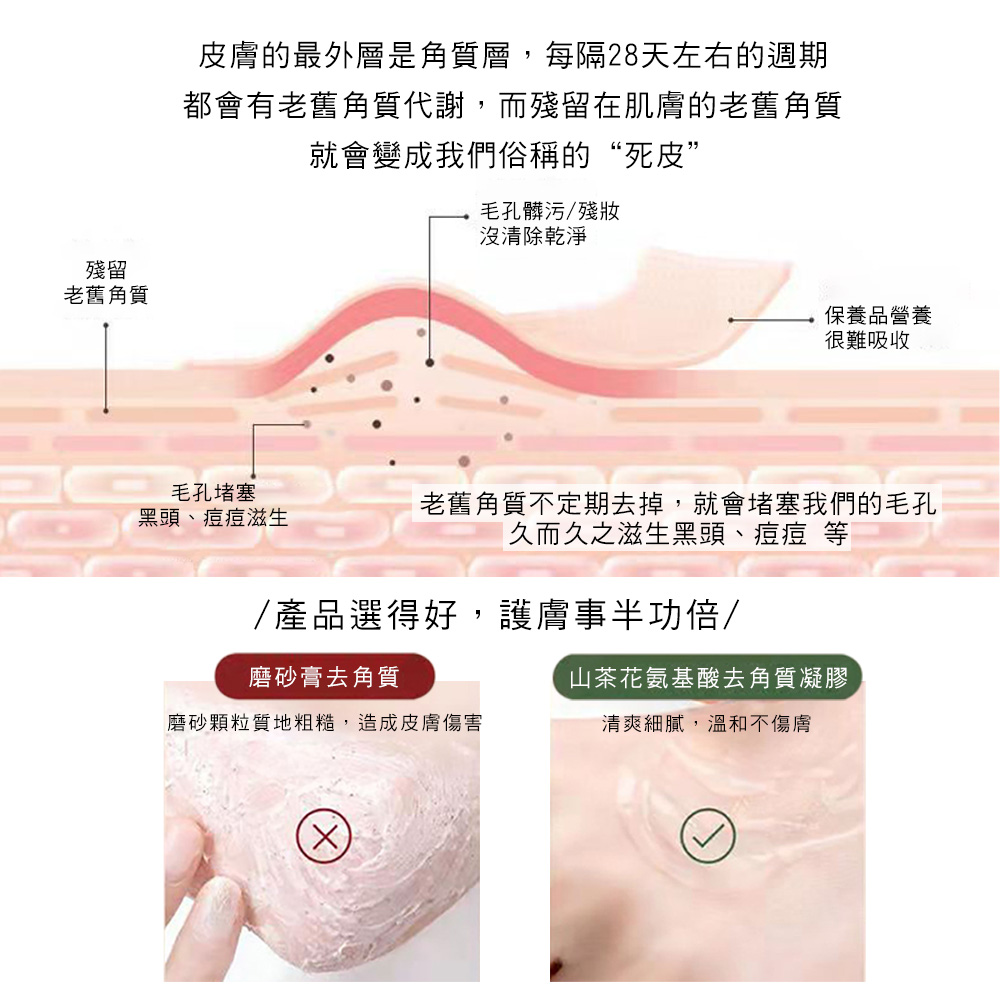 皮膚的最外層是角質層，每隔28天左右的週期
都會有老舊角質代謝，而殘留在肌膚的老舊角質
就會變成我們俗稱的“死皮”
毛孔髒污/殘妝
沒清除乾淨
殘留
老舊角質
保養品營養
很難吸收
毛孔堵塞
黑頭、痘痘滋生
老舊角質不定期去掉，就會堵塞我們的毛孔
久而久之滋生黑頭、痘痘 等
/產品選得好，護膚事半功倍/
磨砂膏去角質
磨砂顆粒質地粗糙，造成皮膚傷害
山茶花氨基酸去角質凝膠
清爽細膩，溫和不傷膚